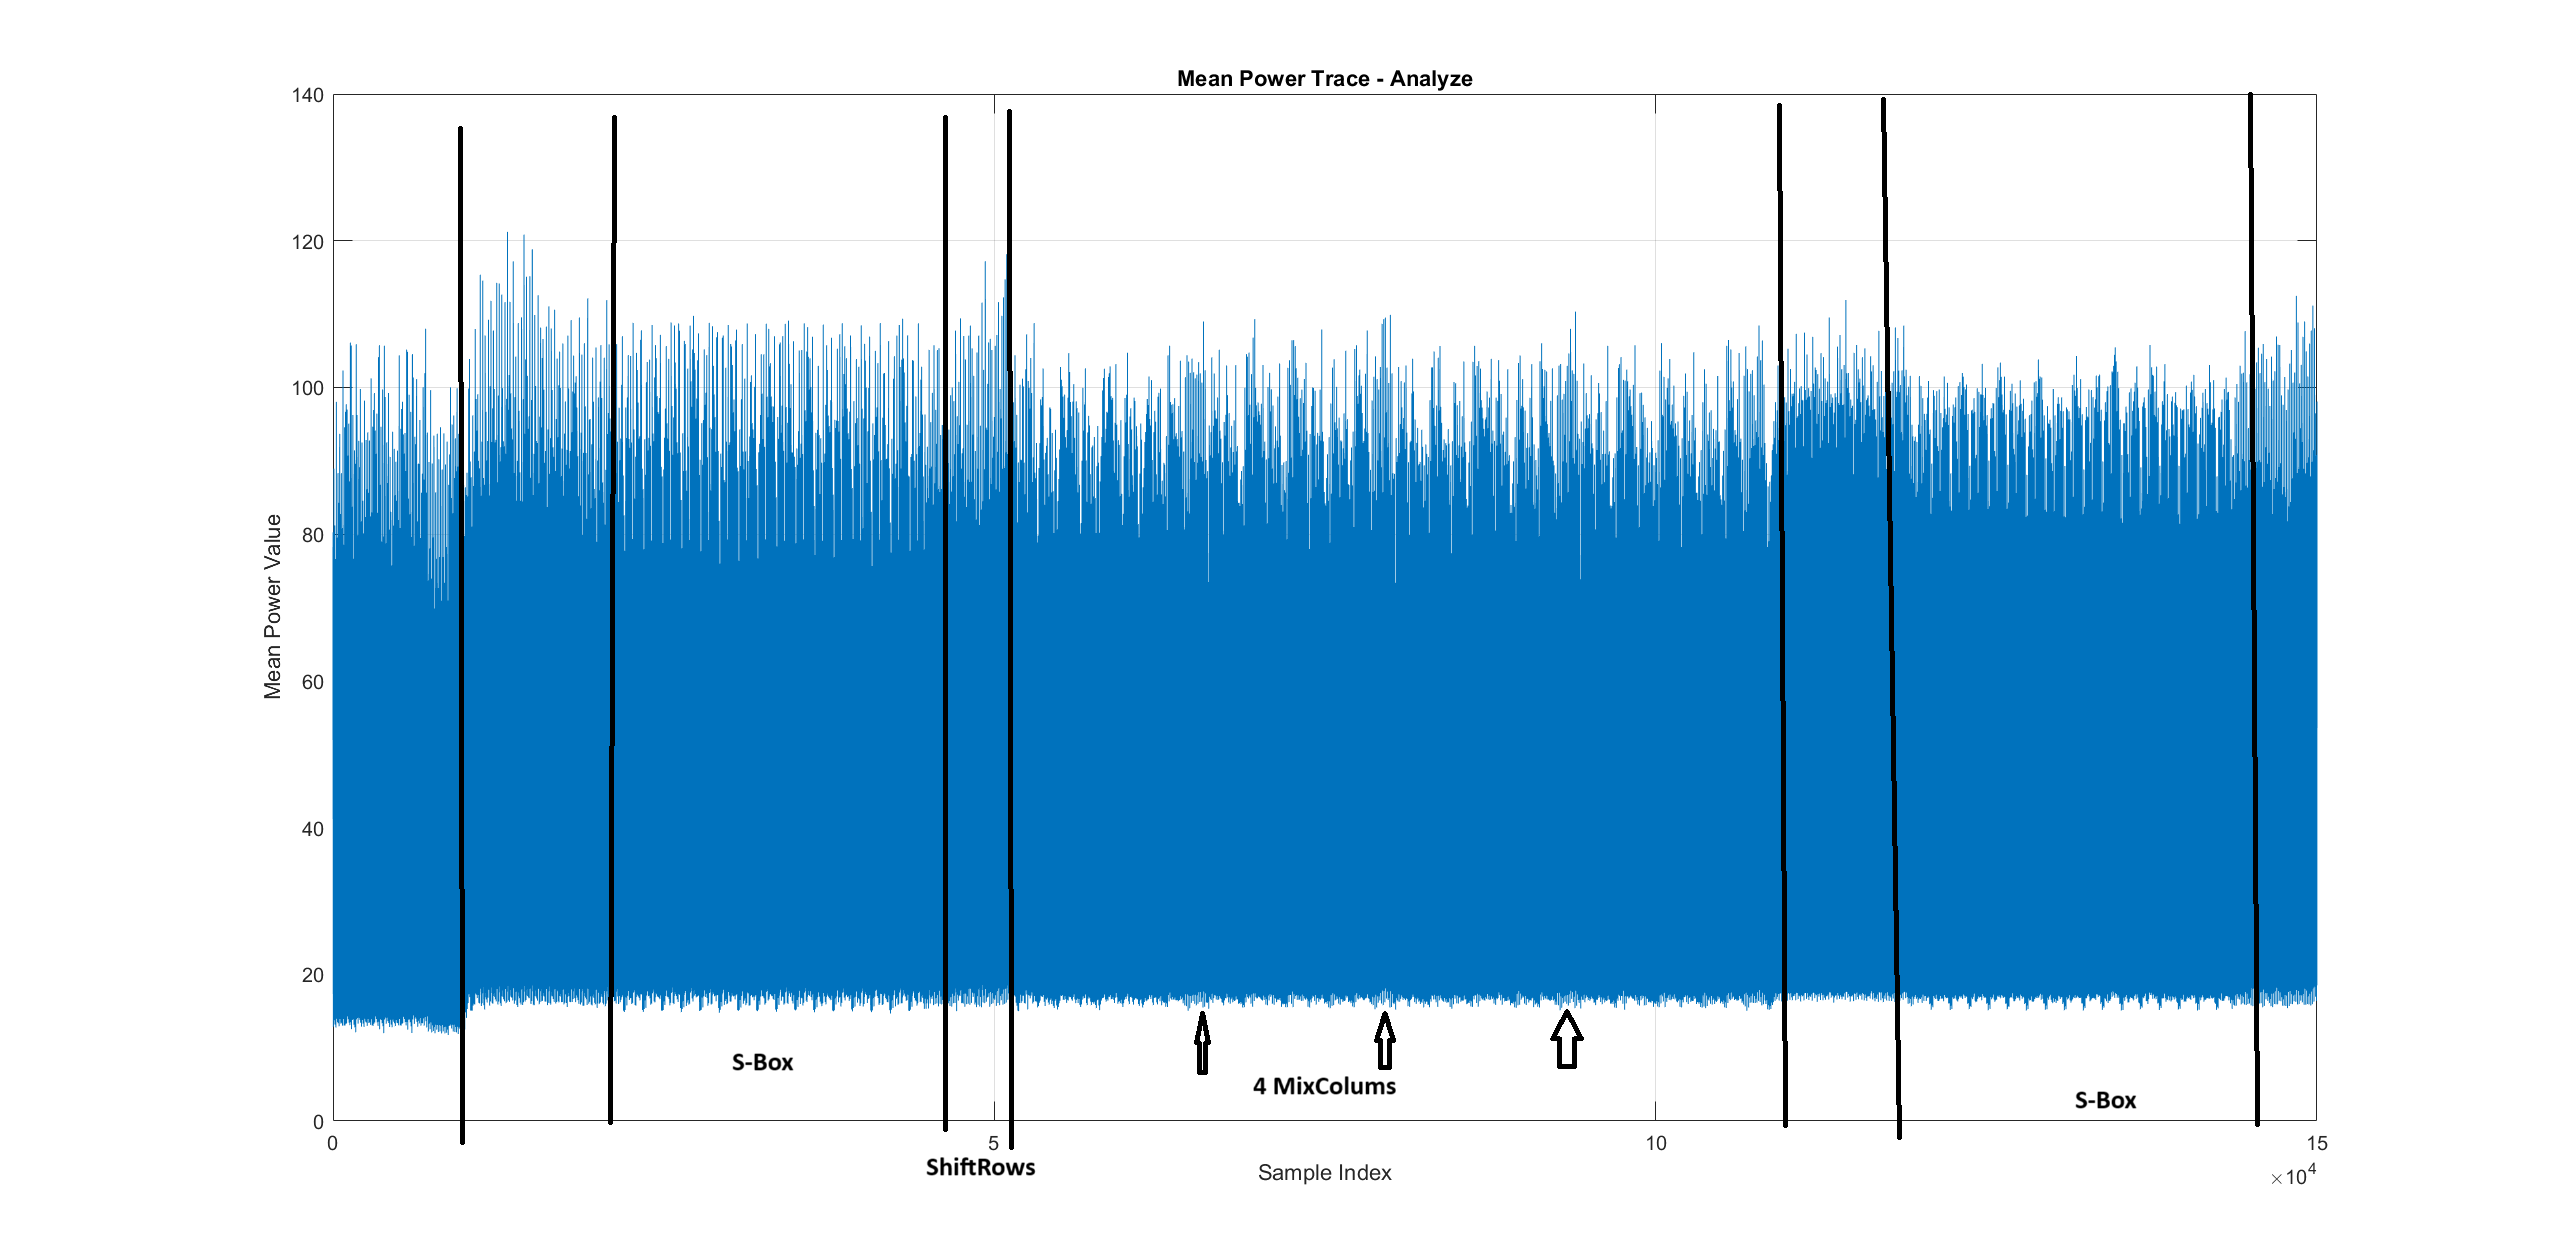 Mean Power Trace - Analyze
140
120
100
80
60
40
20
0
Mean Power Value
S-Box
4 MixColums
S-Box
0
5
10
15
ShiftRows
Sample Index
×10⁴